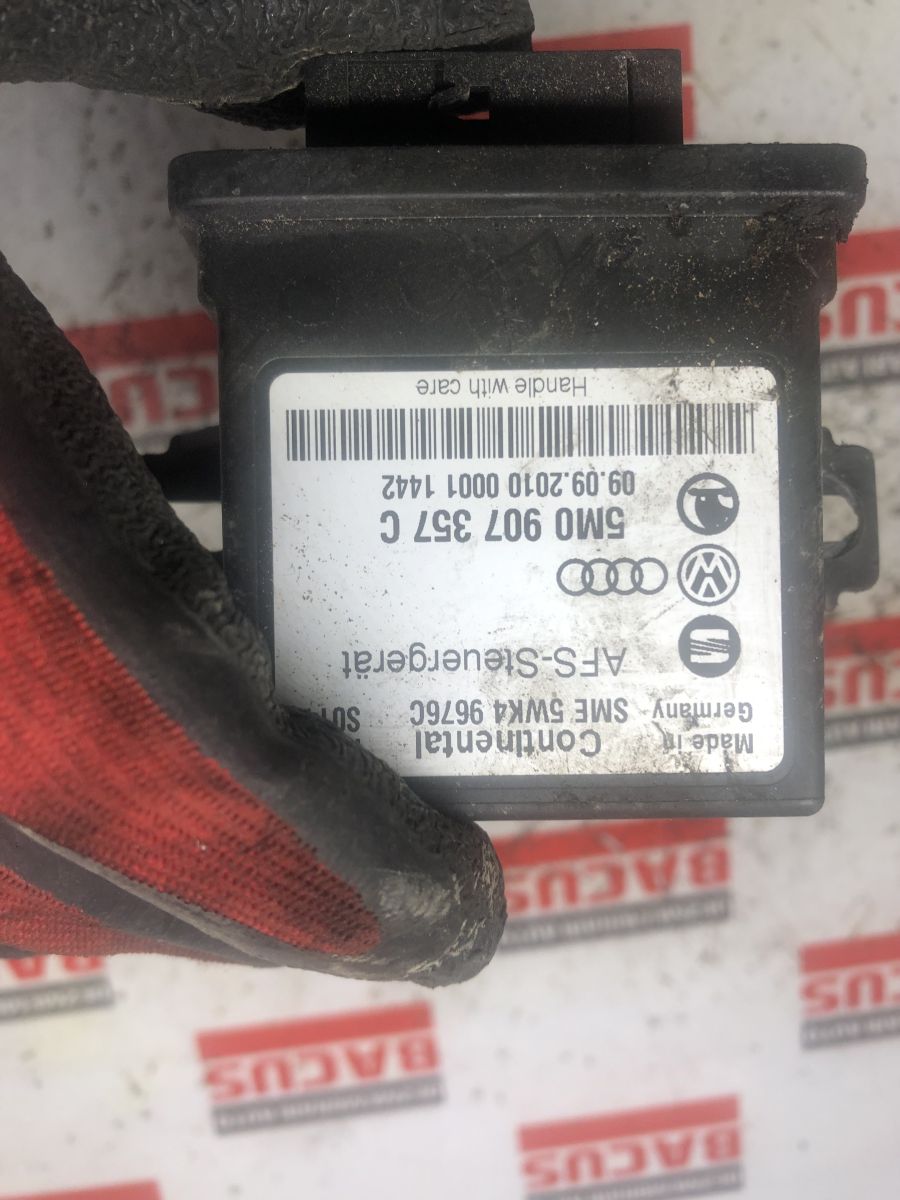 Made in
Germany
Continental
SME 5WK4 9676C
AFS-Steuergerät
5M0 907 357 C
09.09.2010 0001 1442
Handle with care
BACUS
BACUS
BACUS
BACUS
BACUS